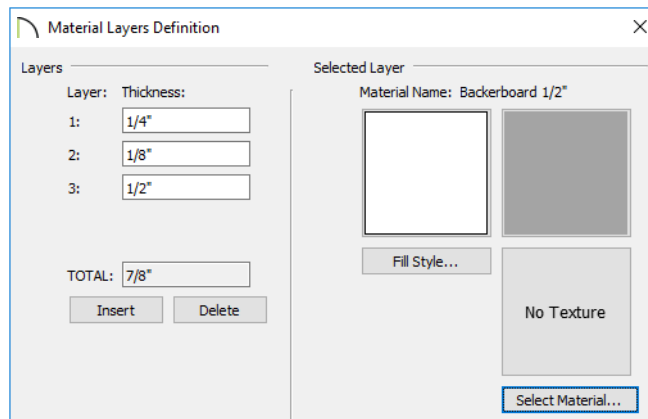 Material Layers Definition
Layers
Layer: Thickness:
1: 1/4"
2: 1/8"
3: 1/2"
TOTAL: 7/8"
Insert Delete
Selected Layer
Material Name: Backerboard 1/2"
Fill Style...
No Texture
Select Material...